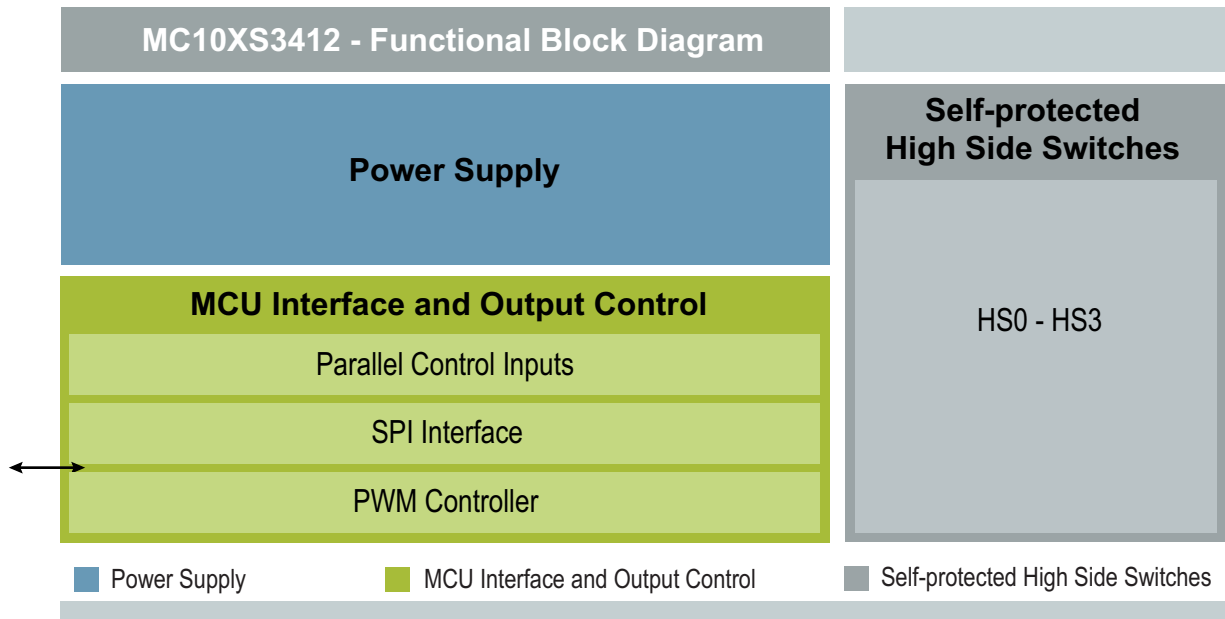 MC10XS3412 - Functional Block Diagram
Power Supply
MCU Interface and Output Control
Parallel Control Inputs
SPI Interface
PWM Controller
Self-protected
High Side Switches
HS0 - HS3
Power Supply
MCU Interface and Output Control
Self-protected High Side Switches